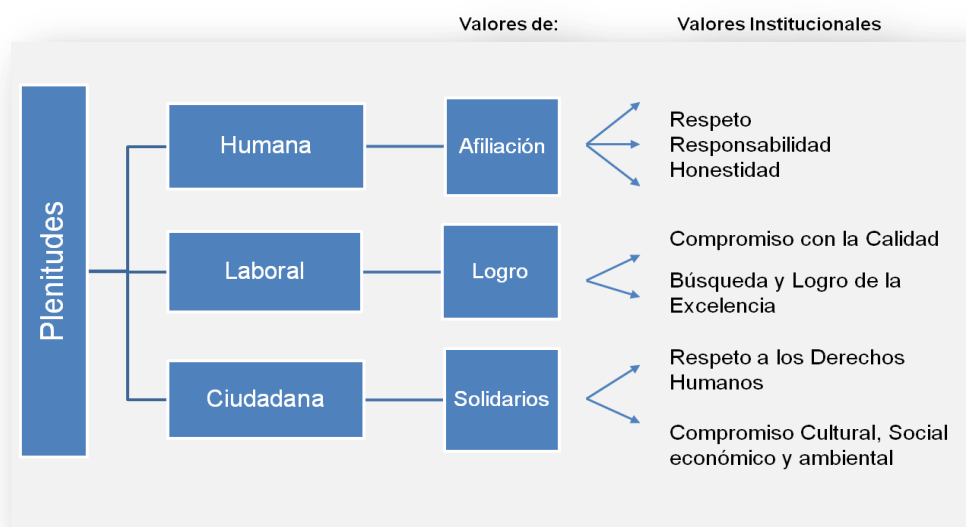 Valores de:
Valores Institucionales
Plenitudes
Humana
Afiliación
Respeto
Responsabilidad
Honestidad
Laboral
Logro
Compromiso con la Calidad
Búsqueda y Logro de la
Excelencia
Ciudadana
Solidarios
Respeto a los Derechos
Humanos
Compromiso Cultural, Social
económico y ambiental